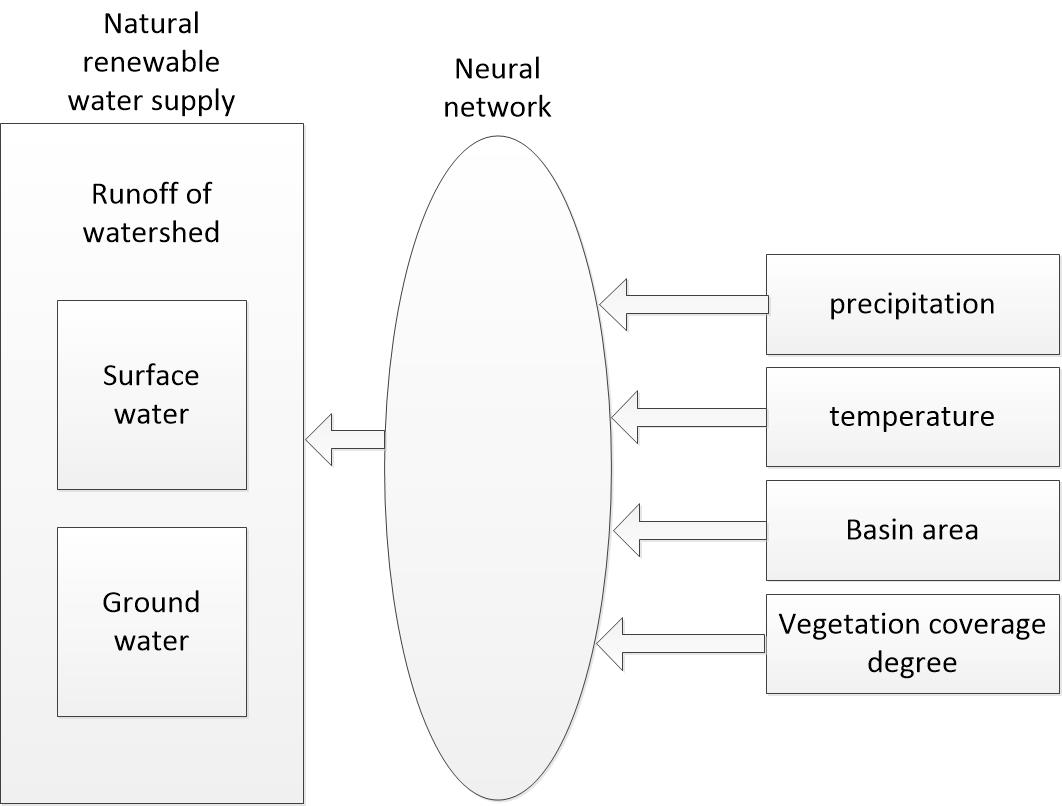 Natural
renewable
water supply
Neural
network
Runoff of
watershed
Surface
water
Ground
water
precipitation
temperature
Basin area
Vegetation coverage
degree